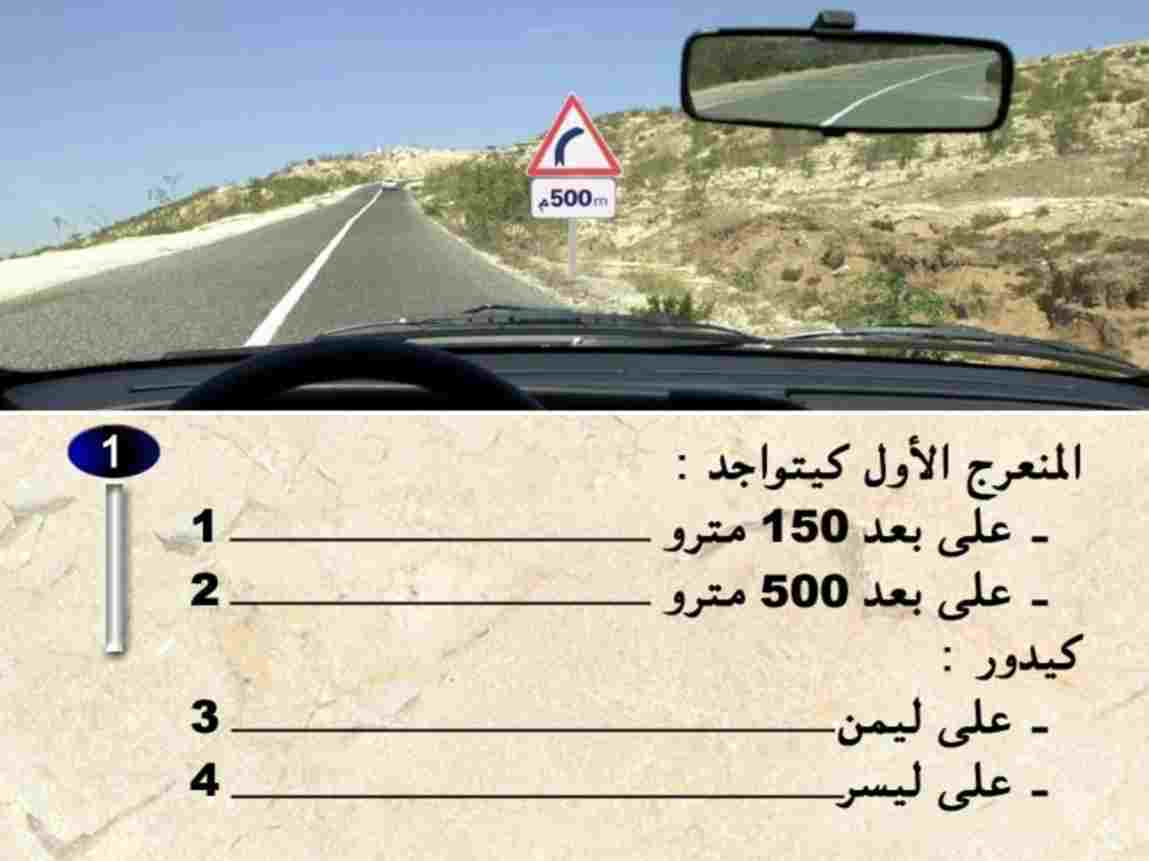 500m م
1
المنعرج الأول كيتواجد :
- على بعد 150 مترو 1
- على بعد 500 مترو 2
كيدور :
- على ليمن 3
- على ليسر 4